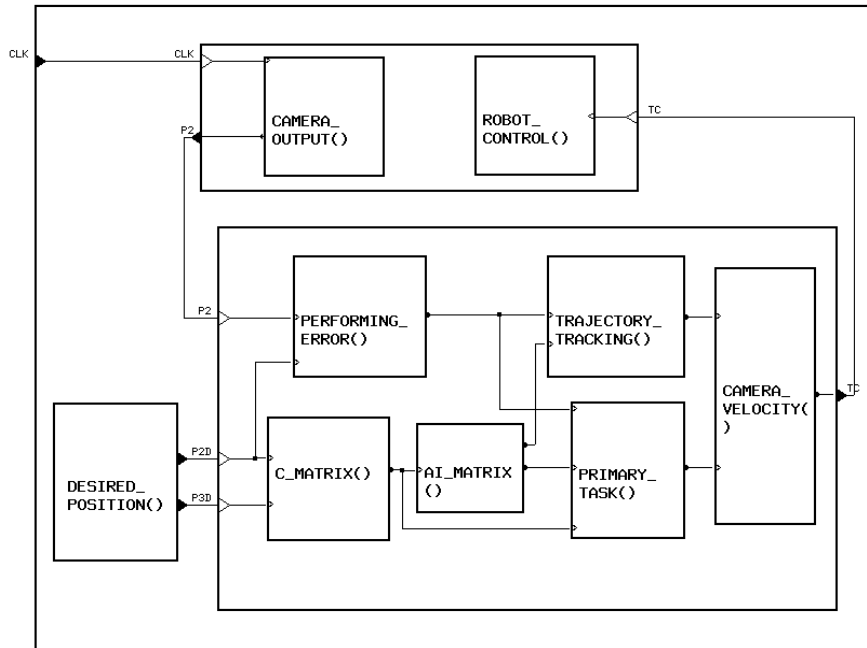 CLK
CLK
CAMERA_
OUTPUT()
ROBOT_
CONTROL()
TC
P2
P2
PERFORMING_
ERROR()
TRAJECTORY_
TRACKING()
CAMERA_
VELOCITY(
)
TC
DESIRED_
POSITION()
P2D
P3D
C_MATRIX()
AI_MATRIX
()
PRIMARY_
TASK()